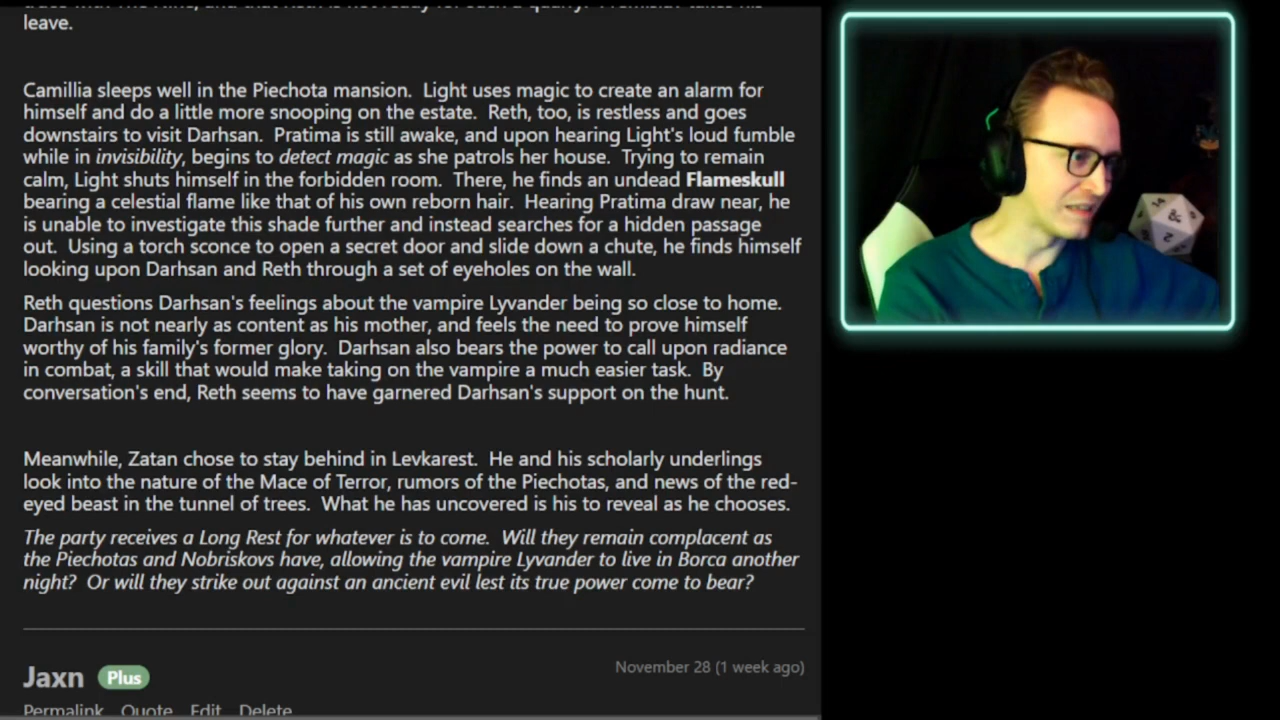 leave.
Camillia sleeps well in the Piechota mansion. Light uses magic to create an alarm for
himself and do a little more snooping on the estate. Reth, too, is restless and goes
downstairs to visit Darhsan. Pratima is still awake, and upon hearing Light's loud fumble
while in invisibility, begins to detect magic as she patrols her house. Trying to remain
calm, Light shuts himself in the forbidden room. There, he finds an undead Flameskull
bearing a celestial flame like that of his own reborn hair. Hearing Pratima draw near, he
is unable to investigate this shade further and instead searches for a hidden passage
out. Using a torch sconce to open a secret door and slide down a chute, he finds himself
looking upon Darhsan and Reth through a set of eyeholes on the wall.
Reth questions Darhsan's feelings about the vampire Lyvander being so close to home.
Darhsan is not nearly as content as his mother, and feels the need to prove himself
worthy of his family's former glory. Darhsan also bears the power to call upon radiance
in combat, a skill that would make taking on the vampire a much easier task. By
conversation's end, Reth seems to have garnered Darhsan's support on the hunt.
Meanwhile, Zatan chose to stay behind in Levkarest. He and his scholarly underlings
look into the nature of the Mace of Terror, rumors of the Piechotas, and news of the red-
eyed beast in the tunnel of trees. What he has uncovered is his to reveal as he chooses.
The party receives a Long Rest for whatever is to come. Will they remain complacent as
the Piechotas and Nobriskovs have, allowing the vampire Lyvander to live in Borca another
night? Or will they strike out against an ancient evil lest its true power come to bear?
Jaxn Plus November 28 (1 week ago)
Permalink Quote Edit Delete